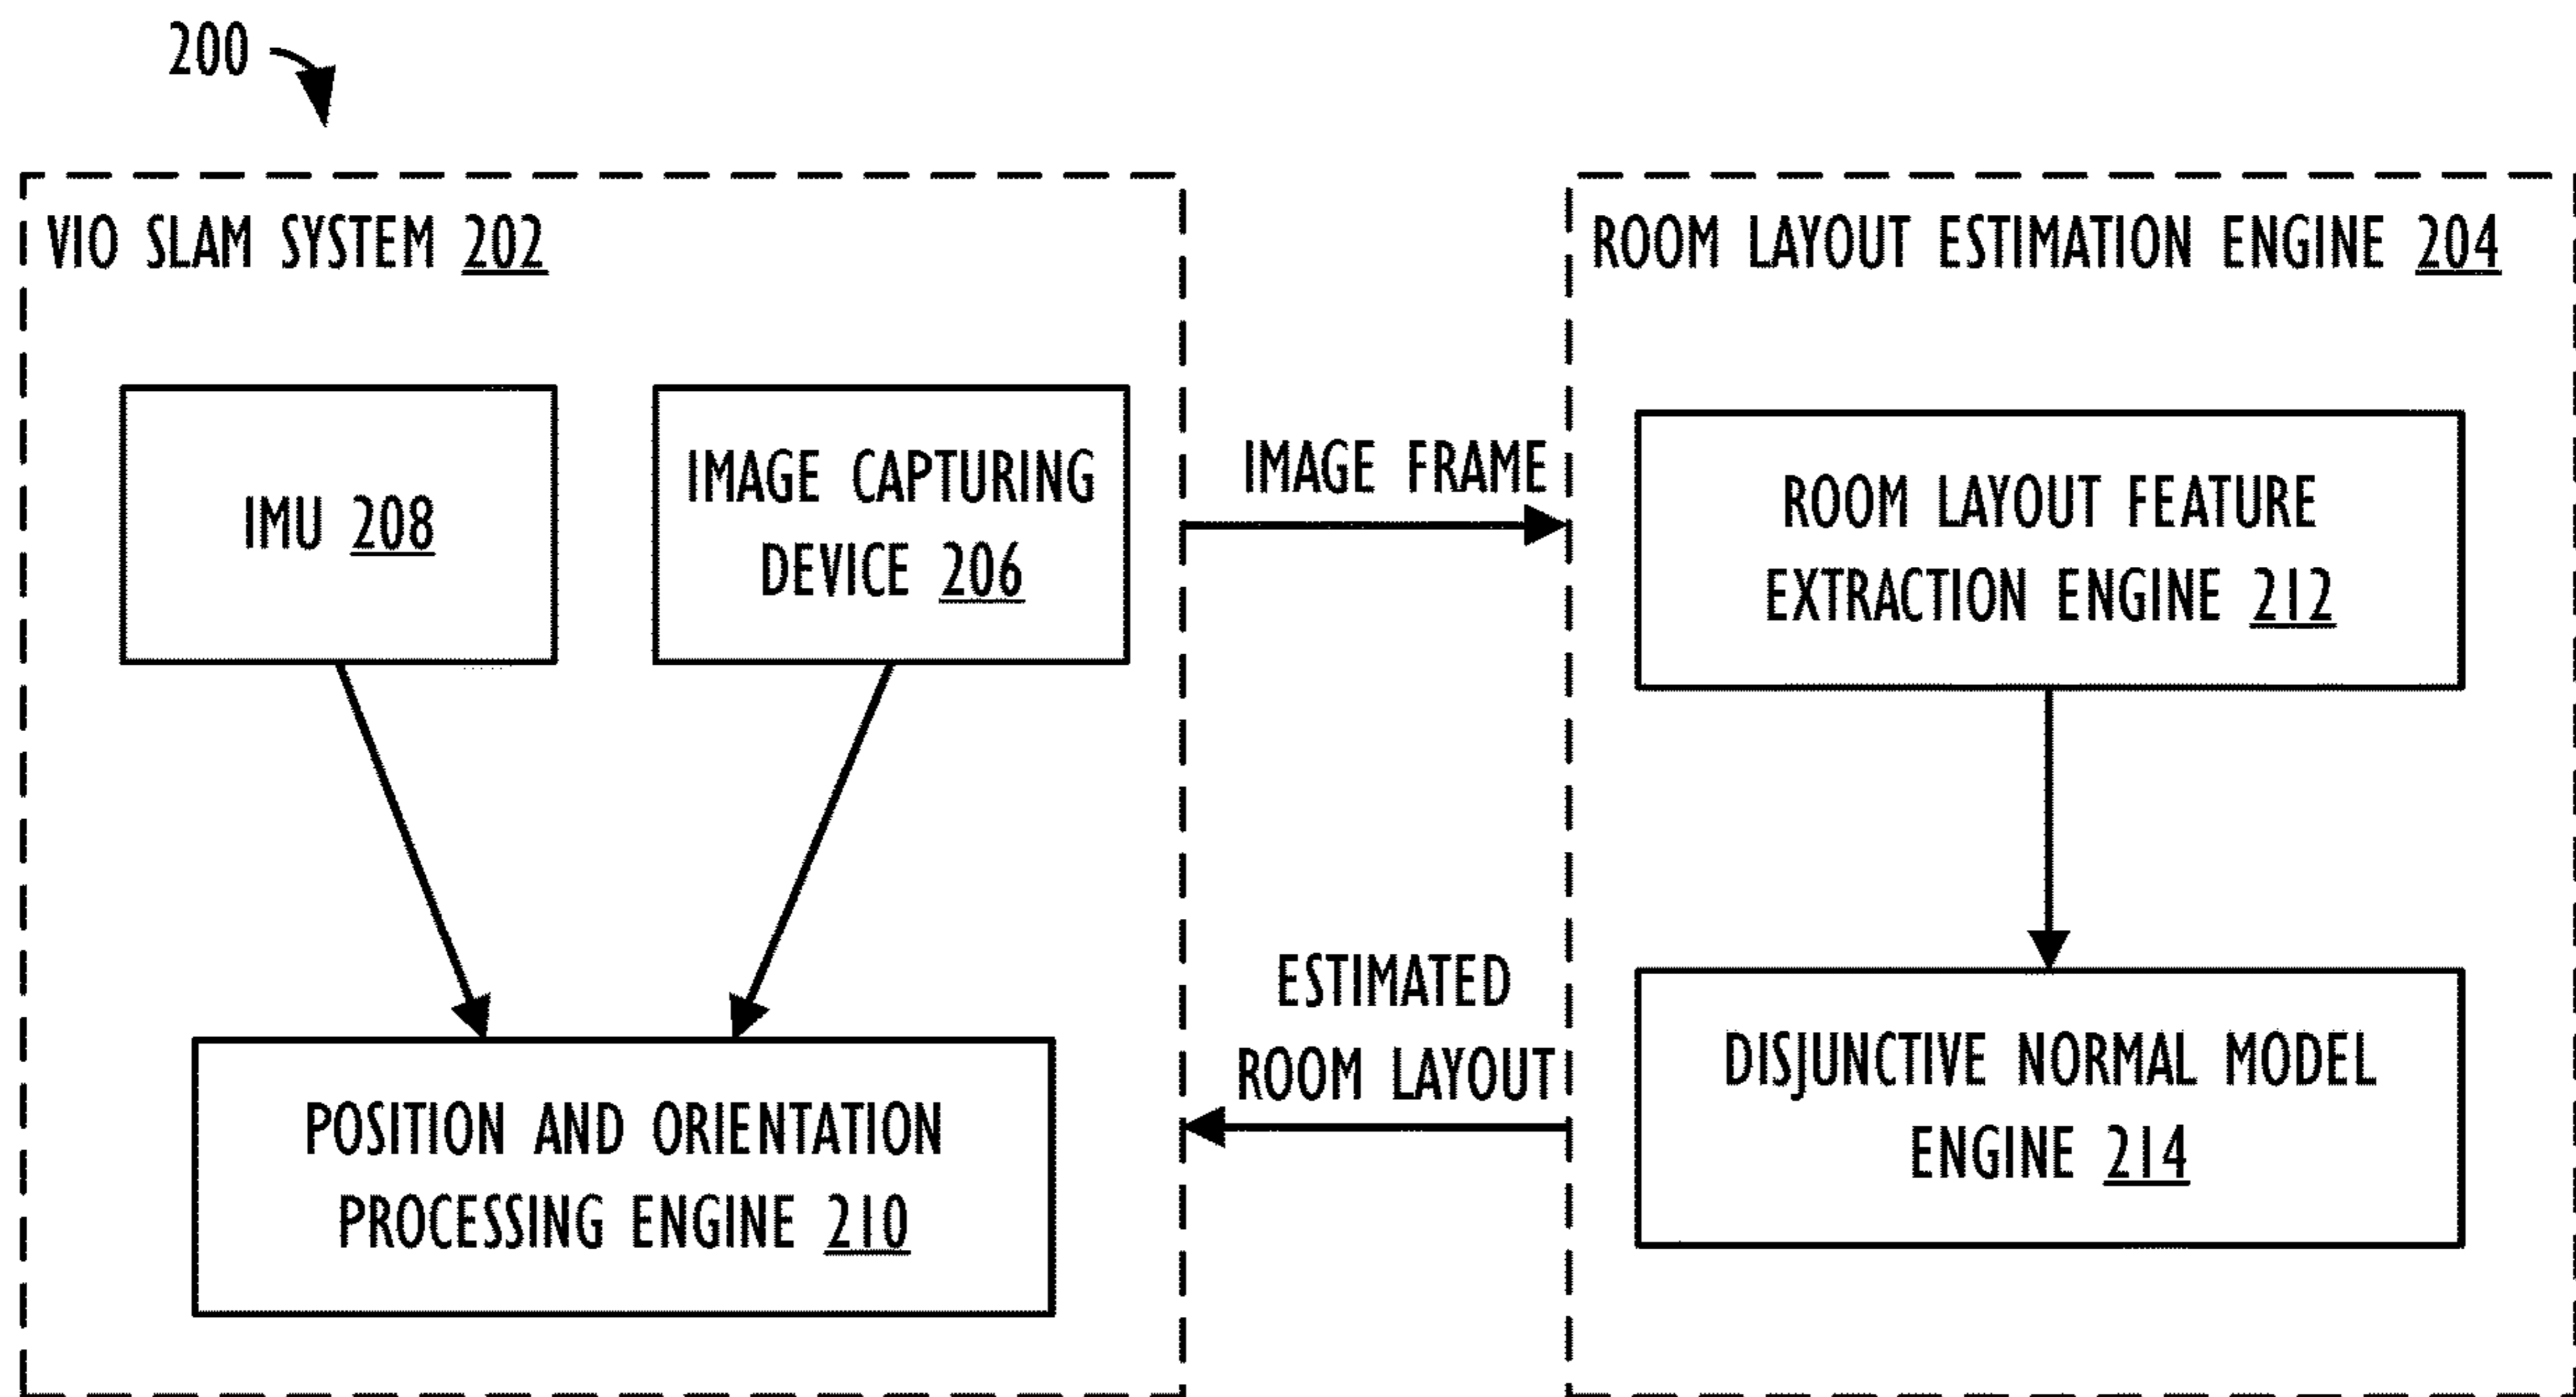 200
VIO SLAM SYSTEM 202
IMU 208
IMAGE CAPTURING
DEVICE 206
POSITION AND ORIENTATION
PROCESSING ENGINE 210
IMAGE FRAME
ESTIMATED
ROOM LAYOUT
ROOM LAYOUT ESTIMATION ENGINE 204
ROOM LAYOUT FEATURE
EXTRACTION ENGINE 212
DISJUNCTIVE NORMAL MODEL
ENGINE 214